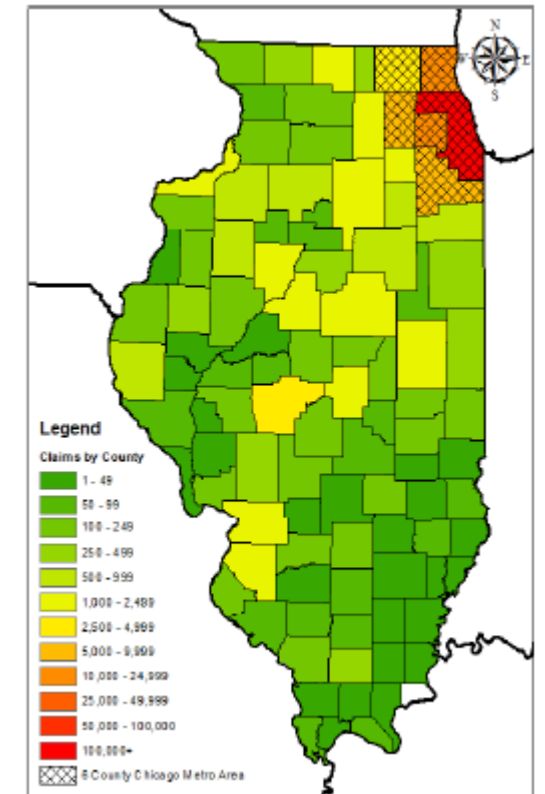 N
W
E
S
Legend
Claims by County
1 - 49
50 - 99
100 - 249
250 - 499
500 - 999
1,000 - 2,499
2,500 - 4,999
5,000 - 9,999
10,000 - 24,999
25,000 - 49,999
50,000 - 100,000
100,000+
6 County Chicago Metro Area